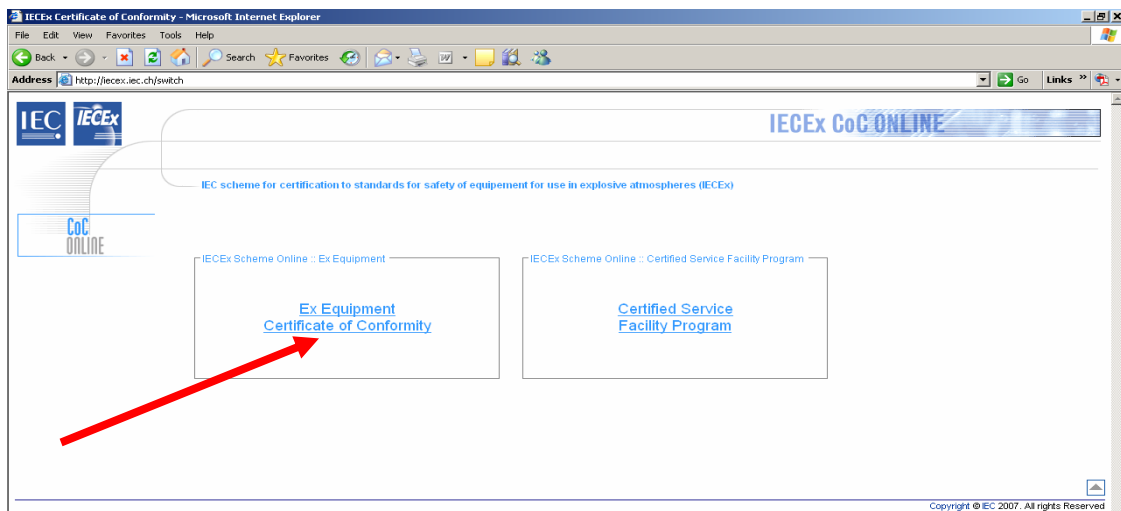 IECEx Certificate of Conformity - Microsoft Internet Explorer
File Edit View Favorites Tools Help
Back Search Favorites
Address http://iecex.iec.ch/switch Go Links »
IEC IECEx
IECEx CoC ONLINE
IEC scheme for certification to standards for safety of equipement for use in explosive atmospheres (IECEx)
CoC
ONLINE
IECEx Scheme Online :: Ex Equipment
Ex Equipment
Certificate of Conformity
IECEx Scheme Online :: Certified Service Facility Program
Certified Service
Facility Program
Copyright © IEC 2007. All rights Reserved